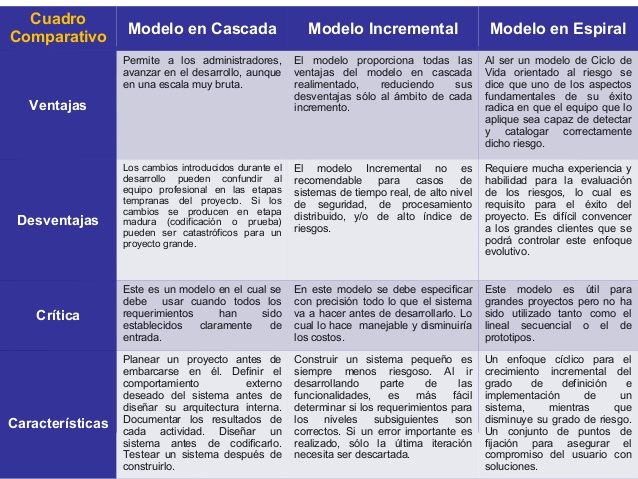 Cuadro
Comparativo
Modelo en Cascada
Modelo Incremental
Modelo en Espiral
Ventajas
Permite a los administradores,
avanzar en el desarrollo, aunque
en una escala muy bruta.
El modelo proporciona todas las
ventajas del modelo en cascada
realimentado, reduciendo sus
desventajas sólo al ámbito de cada
incremento.
Al ser un modelo de Ciclo de
Vida orientado al riesgo se
dice que uno de los aspectos
fundamentales de su éxito
radica en que el equipo que lo
aplique sea capaz de detectar
y catalogar correctamente
dicho riesgo.
Desventajas
Los cambios introducidos durante el
desarrollo pueden confundir al
equipo profesional en las etapas
tempranas del proyecto. Si los
cambios se producen en etapa
madura (codificación o prueba)
pueden ser catastróficos para un
proyecto grande.
El modelo Incremental no es
recomendable para casos de
sistemas de tiempo real, de alto nivel
de seguridad, de procesamiento
distribuido, y/o de alto índice de
riesgos.
Requiere mucha experiencia y
habilidad para la evaluación
de los riesgos, lo cual es
requisito para el éxito del
proyecto. Es difícil convencer
a los grandes clientes que se
podrá controlar este enfoque
evolutivo.
Crítica
Este es un modelo en el cual se
debe usar cuando todos los
requerimientos han sido
establecidos claramente de
entrada.
En este modelo se debe especificar
con precisión todo lo que el sistema
va a hacer antes de desarrollarlo. Lo
cual lo hace manejable y disminuiría
los costos.
Este modelo es útil para
grandes proyectos pero no ha
sido utilizado tanto como el
lineal secuencial o el de
prototipos.
Características
Planear un proyecto antes de
embarcarse en él. Definir el
comportamiento externo
deseado del sistema antes de
diseñar su arquitectura interna.
Documentar los resultados de
cada actividad. Diseñar un
sistema antes de codificarlo.
Testear un sistema después de
construirlo.
Construir un sistema pequeño es
siempre menos riesgoso. Al ir
desarrollando parte de las
funcionalidades, es más fácil
determinar si los requerimientos para
los niveles subsiguientes son
correctos. Si un error importante es
realizado, sólo la última iteración
necesita ser descartada.
Un enfoque cíclico para el
crecimiento incremental del
grado de definición e
implementación de un
sistema, mientras que
disminuye su grado de riesgo.
Un conjunto de puntos de
fijación para asegurar el
compromiso del usuario con
soluciones.